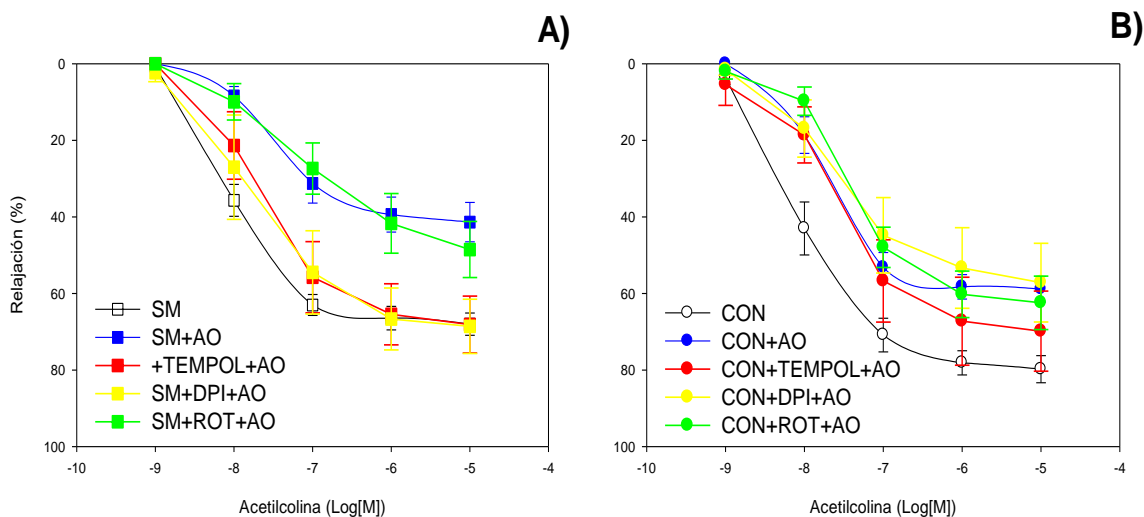 A)
0
20
40
60
80
100
Relajación (%)
SM
SM+AO
+TEMPOL+AO
SM+DPI+AO
SM+ROT+AO
-10 -9 -8 -7 -6 -5 -4
Acetilcolina (Log[M])
B)
0
20
40
60
80
100
CON
CON+AO
CON+TEMPOL+AO
CON+DPI+AO
CON+ROT+AO
-10 -9 -8 -7 -6 -5 -4
Acetilcolina (Log[M])